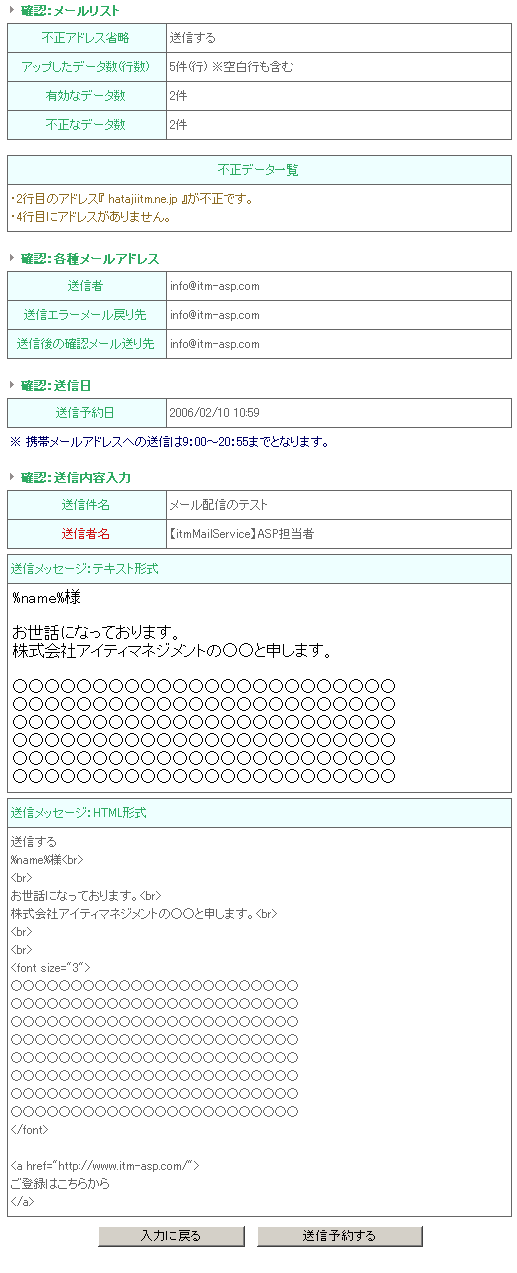 確認：メールリスト
不正アドレス省略 送信する
アップしたデータ数(行数) 5件(行) ※空白行も含む
有効なデータ数 2件
不正なデータ数 2件
不正データ一覧
・2行目のアドレス『 hatajiitm.ne.jp 』が不正です。
・4行目にアドレスがありません。
確認：各種メールアドレス
送信者 info@itm-asp.com
送信エラーメール戻り先 info@itm-asp.com
送信後の確認メール送り先 info@itm-asp.com
確認：送信日
送信予約日 2006/02/10 10:59
※ 携帯メールアドレスへの送信は9：00～20：55までとなります。
確認：送信内容入力
送信件名 メール配信のテスト
送信者名 【itmMailService】ASP担当者
送信メッセージ：テキスト形式
%name%様
お世話になっております。
株式会社アイティマネジメントの〇〇と申します。
〇〇〇〇〇〇〇〇〇〇〇〇〇〇〇〇〇〇〇〇〇〇〇〇
〇〇〇〇〇〇〇〇〇〇〇〇〇〇〇〇〇〇〇〇〇〇〇〇
〇〇〇〇〇〇〇〇〇〇〇〇〇〇〇〇〇〇〇〇〇〇〇〇
〇〇〇〇〇〇〇〇〇〇〇〇〇〇〇〇〇〇〇〇〇〇〇〇
〇〇〇〇〇〇〇〇〇〇〇〇〇〇〇〇〇〇〇〇〇〇〇〇
〇〇〇〇〇〇〇〇〇〇〇〇〇〇〇〇〇〇〇〇〇〇〇〇
送信メッセージ：HTML形式
送信する
%name%様<br>
<br>
お世話になっております。<br>
株式会社アイティマネジメントの〇〇と申します。<br>
<br>
<br>
<font size="3">
〇〇〇〇〇〇〇〇〇〇〇〇〇〇〇〇〇〇〇〇〇〇〇〇
〇〇〇〇〇〇〇〇〇〇〇〇〇〇〇〇〇〇〇〇〇〇〇〇
〇〇〇〇〇〇〇〇〇〇〇〇〇〇〇〇〇〇〇〇〇〇〇〇
〇〇〇〇〇〇〇〇〇〇〇〇〇〇〇〇〇〇〇〇〇〇〇〇
〇〇〇〇〇〇〇〇〇〇〇〇〇〇〇〇〇〇〇〇〇〇〇〇
〇〇〇〇〇〇〇〇〇〇〇〇〇〇〇〇〇〇〇〇〇〇〇〇
〇〇〇〇〇〇〇〇〇〇〇〇〇〇〇〇〇〇〇〇〇〇〇〇
〇〇〇〇〇〇〇〇〇〇〇〇〇〇〇〇〇〇〇〇〇〇〇〇
</font>
<a href="http://www.itm-asp.com/">
ご登録はこちらから
</a>
入力に戻る 送信予約する